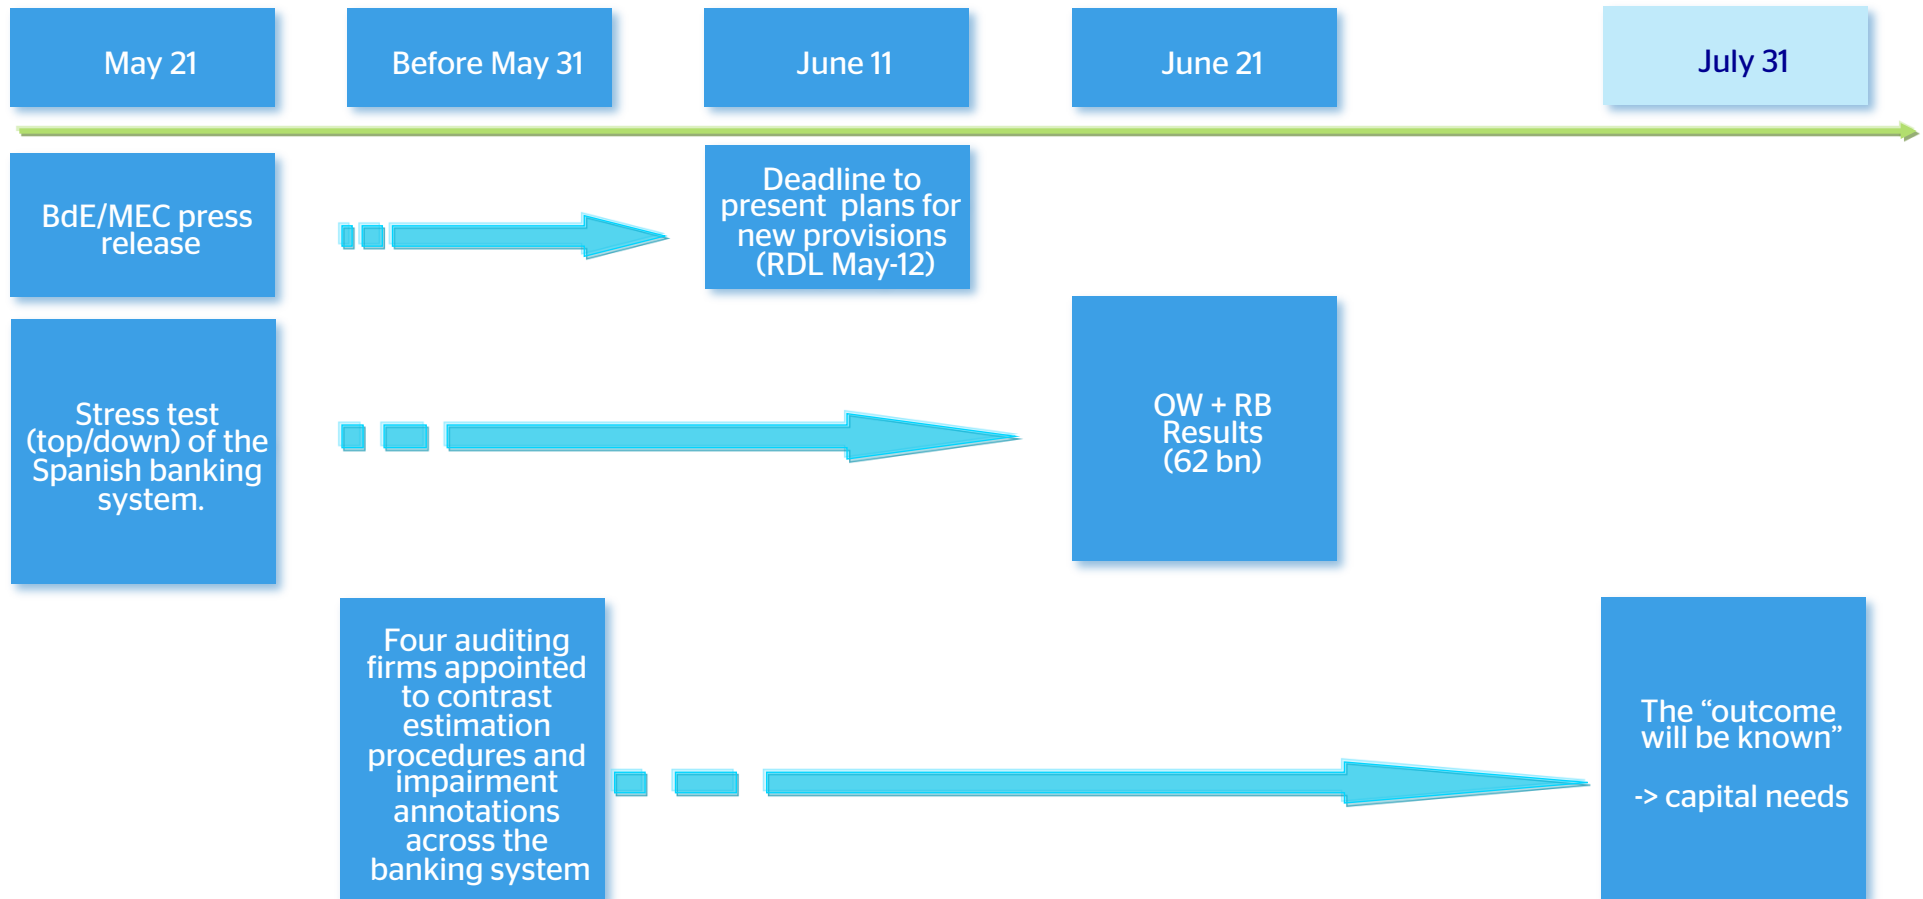 May 21
Before May 31
June 11
June 21
July 31
BdE/MEC press
release
Deadline to
present plans for
new provisions
(RDL May-12)
Stress test
(top/down) of the
Spanish banking
system.
OW + RB
Results
(62 bn)
Four auditing
firms appointed
to contrast
estimation
procedures and
impairment
annotations
across the
banking system
The “outcome
will be known”
-> capital needs